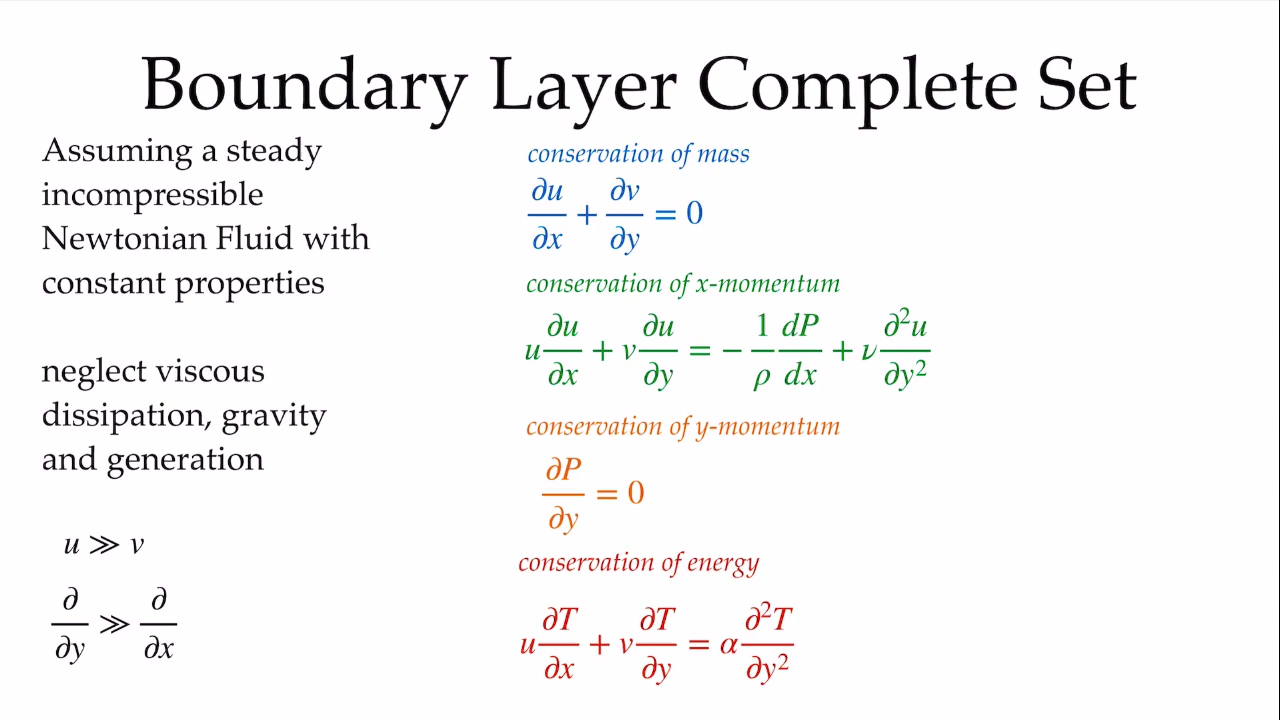 Boundary Layer Complete Set
Assuming a steady
incompressible
Newtonian Fluid with
constant properties
neglect viscous
dissipation, gravity
and generation
u ≫ v
∂/∂y ≫ ∂/∂x
conservation of mass
∂u/∂x + ∂v/∂y = 0
conservation of x-momentum
u ∂u/∂x + v ∂u/∂y = − 1/ρ dP/dx + ν ∂²u/∂y²
conservation of y-momentum
∂P/∂y = 0
conservation of energy
u ∂T/∂x + v ∂T/∂y = α ∂²T/∂y²